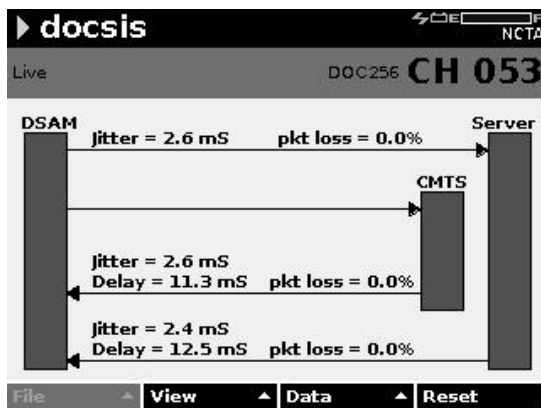 docsis
E F
NCTA
Live DOC256 CH 053
DSAM Server
Jitter = 2.6 mS pkt loss = 0.0%
CMTS
Jitter = 2.6 mS
Delay = 11.3 mS pkt loss = 0.0%
Jitter = 2.4 mS
Delay = 12.5 mS pkt loss = 0.0%
File View Data Reset